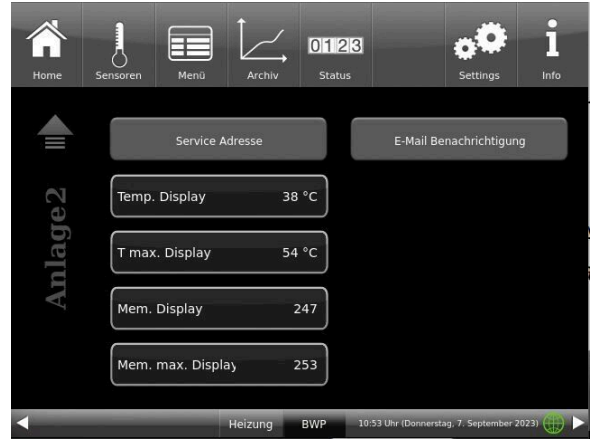 0123
Home Sensoren Menü Archiv Status Settings Info
Service Adresse E-Mail Benachrichtigung
Anlage2
Temp. Display 38 °C
T max. Display 54 °C
Mem. Display 247
Mem. max. Display 253
Heizung BWP 10:53 Uhr (Donnerstag, 7. September 2023)